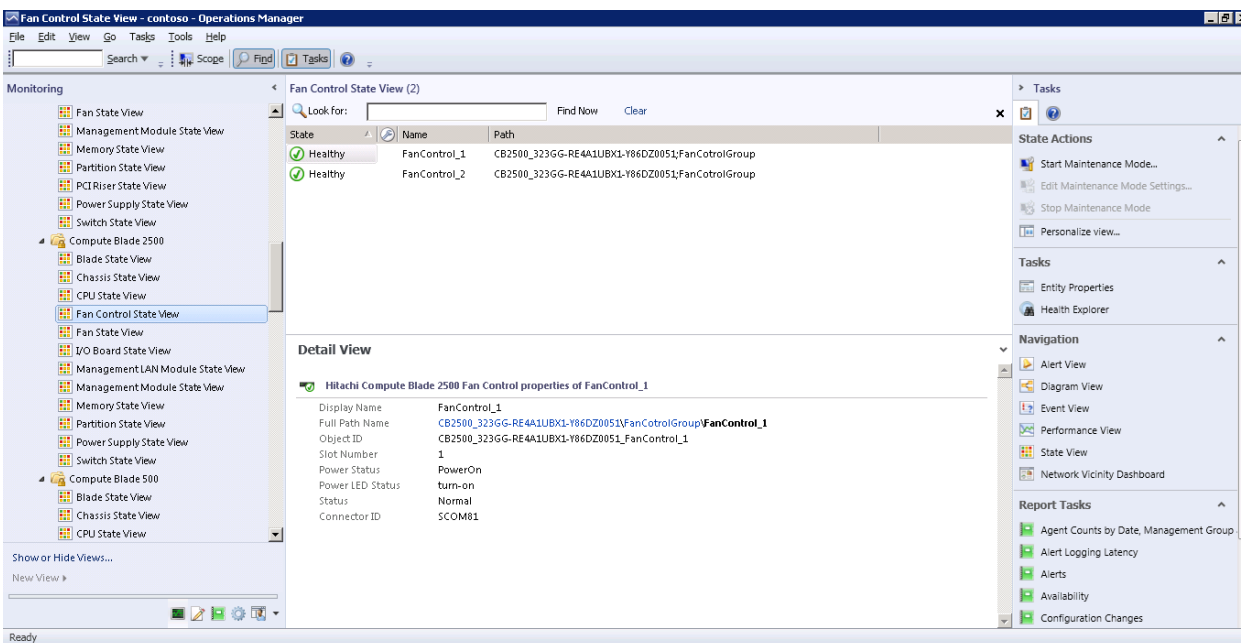 Fan Control State View - contoso - Operations Manager
File Edit View Go Tasks Tools Help
Search Scope Find Tasks
Monitoring
Fan State View
Management Module State View
Memory State View
Partition State View
PCI Riser State View
Power Supply State View
Switch State View
Compute Blade 2500
Blade State View
Chassis State View
CPU State View
Fan Control State View
Fan State View
I/O Board State View
Management LAN Module State View
Management Module State View
Memory State View
Partition State View
Power Supply State View
Switch State View
Compute Blade 500
Blade State View
Chassis State View
CPU State View
Show or Hide Views...
New View
Fan Control State View (2)
Look for: Find Now Clear
State Name Path
Healthy FanControl_1 CB2500_323GG-RE4A1UBX1-Y86DZ0051;FanCotrolGroup
Healthy FanControl_2 CB2500_323GG-RE4A1UBX1-Y86DZ0051;FanCotrolGroup
Detail View
Hitachi Compute Blade 2500 Fan Control properties of FanControl_1
Display Name FanControl_1
Full Path Name CB2500_323GG-RE4A1UBX1-Y86DZ0051\FanCotrolGroup\FanControl_1
Object ID CB2500_323GG-RE4A1UBX1-Y86DZ0051_FanControl_1
Slot Number 1
Power Status PowerOn
Power LED Status turn-on
Status Normal
Connector ID SCOM81
Tasks
State Actions
Start Maintenance Mode...
Edit Maintenance Mode Settings...
Stop Maintenance Mode
Personalize view...
Tasks
Entity Properties
Health Explorer
Navigation
Alert View
Diagram View
Event View
Performance View
State View
Network Vicinity Dashboard
Report Tasks
Agent Counts by Date, Management Group
Alert Logging Latency
Alerts
Availability
Configuration Changes
Ready